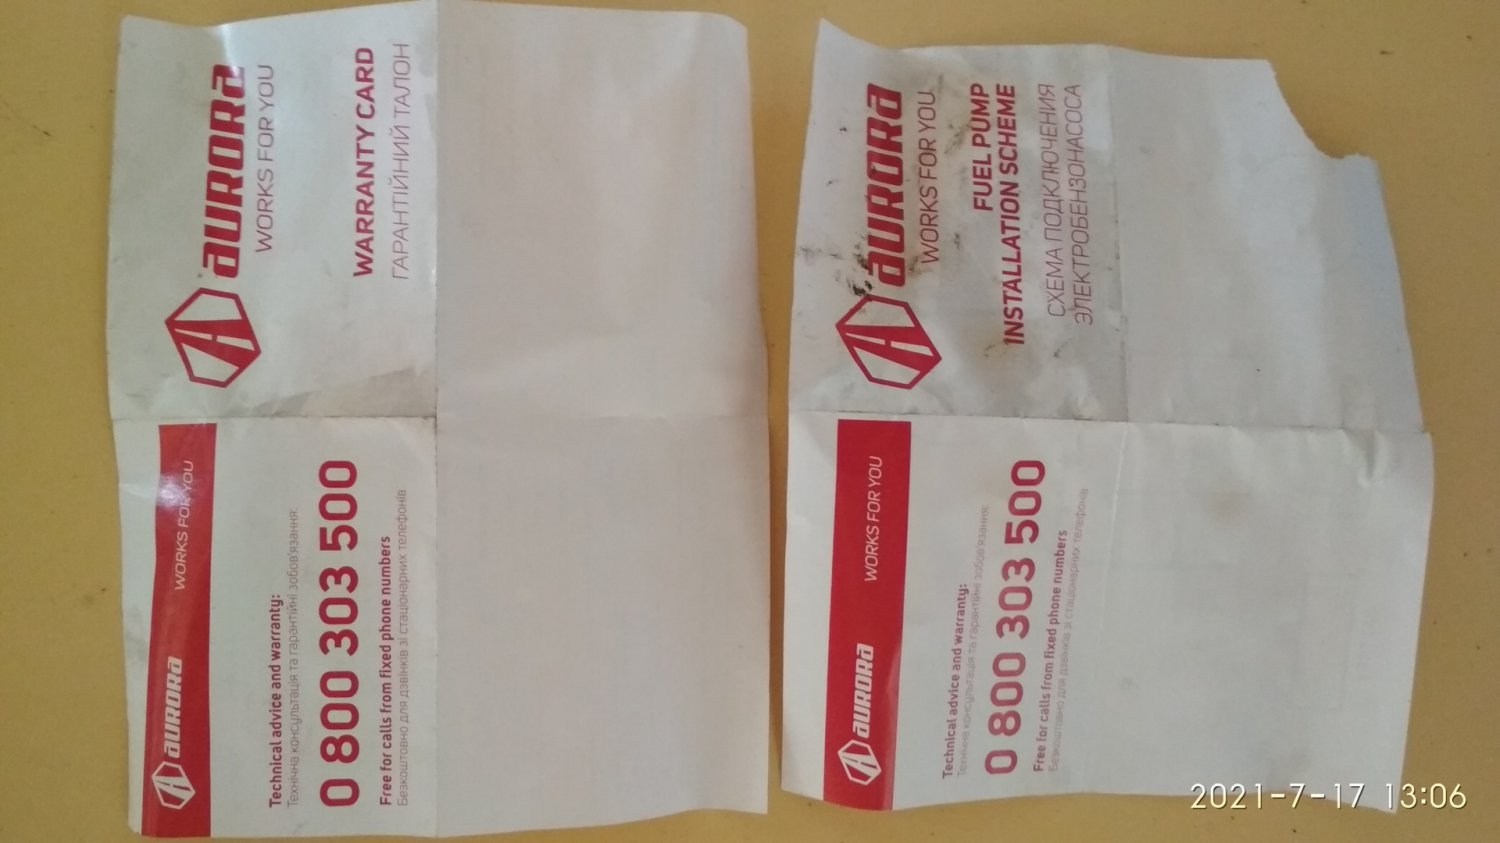 AURORA
WORKS FOR YOU
WARRANTY CARD
ГАРАНТІЙНИЙ ТАЛОН
AURORA
WORKS FOR YOU
Technical advice and warranty:
Технічна консультація та гарантійні зобов'язання:
0 800 303 500
Free for calls from fixed phone numbers
Безкоштовно для дзвінків зі стаціонарних телефонів
AURORA
WORKS FOR YOU
FUEL PUMP
INSTALLATION SCHEME
СХЕМА ПОДКЛЮЧЕНИЯ
ЭЛЕКТРОБЕНЗОНАСОСА
AURORA
WORKS FOR YOU
Technical advice and warranty:
Технічна консультація та гарантійні зобов'язання:
0 800 303 500
Free for calls from fixed phone numbers
Безкоштовно для дзвінків зі стаціонарних телефонів
2021-7-17 13:06